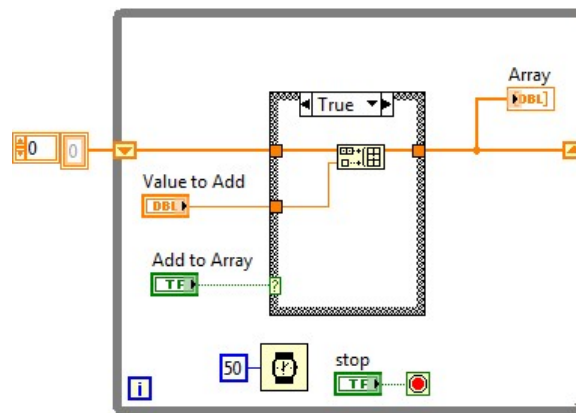 Array
True
DBL]
0 0
Value to Add
DBL
Add to Array
TF
?
50
stop
i
TF